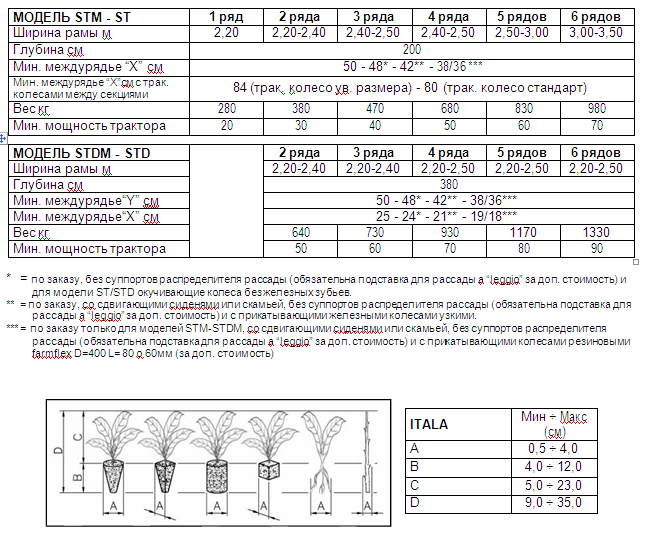 МОДЕЛЬ STM - ST 1 ряд 2 ряда 3 ряда 4 ряда 5 рядов 6 рядов
Ширина рамы м 2,20 2,20-2,40 2,40-2,50 2,40-2,50 2,50-3,00 3,00-3,50
Глубина см 200
Мин. междурядье “X” см 50 - 48* - 42** - 38/36 ***
Мин. междурядье “X”см с трак. колесами между секциями 84 (трак. колесо ув. размера) - 80 (трак. колесо стандарт)
Вес кг 280 380 470 680 830 980
Мин. мощность трактора 20 30 40 50 60 70
МОДЕЛЬ STDM - STD 2 ряда 3 ряда 4 ряда 5 рядов 6 рядов
Ширина рамы м 2,20-2,40 2,20-2,40 2,20-2,50 2,20-2,50 2,20-2,50
Глубина см 380
Мин. междурядье“Y” см 50 - 48* - 42** - 38/36***
Мин. междурядье“X” см 25 - 24* - 21** - 19/18***
Вес кг 640 730 930 1170 1330
Мин. мощность трактора 50 60 70 80 90
* = по заказу, без суппортов распределителя рассады (обязательна подставка для рассады a “leggio” за доп. стоимость) и
для модели ST/STD окучивающие колеса без железных зубьев.
** = по заказу, со сдвигающими сиденями или скамьей, без суппортов распределителя рассады (обязательна подставка для
рассады a “leggio” за доп. стоимость) и с прикатывающими железными колесами узкими.
*** = по заказу только для моделей STM-STDM, со сдвигающими сиденями или скамьей, без суппортов распределителя
рассады (обязательна подставка для рассады a “leggio” за доп. стоимость) и с прикатывающими колесами резиновыми
farmflex D=400 L= 80 o 60мм (за доп. стоимость)
D C B A A A A A A
ITALA Мин ÷ Макс (см)
A 0,5 ÷ 4,0
B 4,0 ÷ 12,0
C 5,0 ÷ 23,0
D 9,0 ÷ 35,0